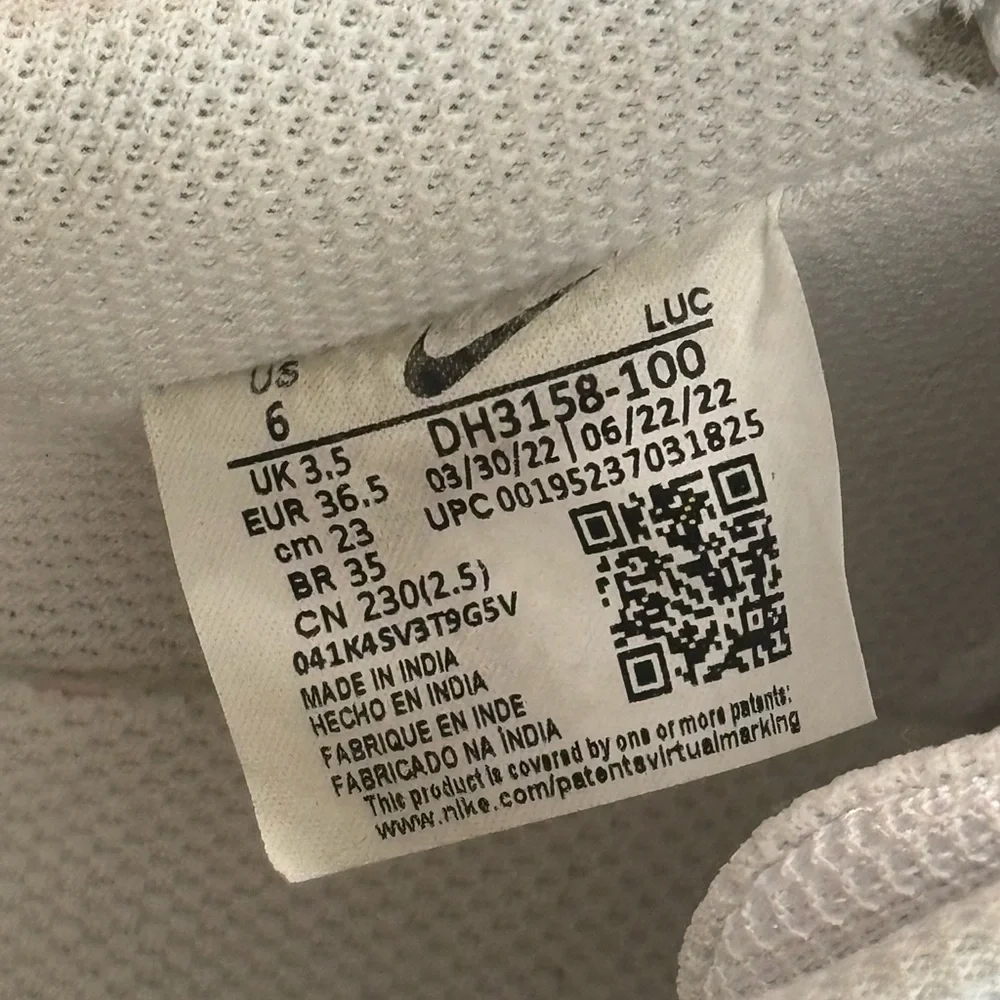 US
6
LUC
UK 3.5
EUR 36.5
cm 23
BR 35
CN 230(2.5)
DH3158-100
03/30/22 | 06/22/22
UPC 00195237031825
041K4SV3T9G5V
MADE IN INDIA
HECHO EN INDIA
FABRIQUE EN INDE
FABRICADO NA ÍNDIA
This product is covered by one or more patents:
www.nike.com/patentsvirtualmarking